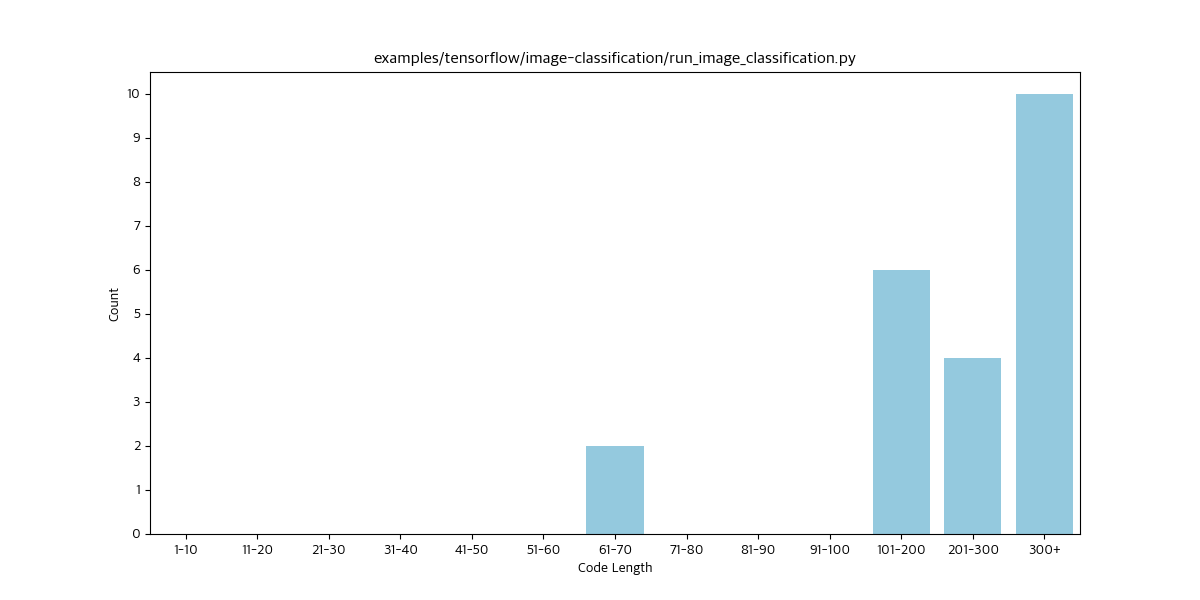 examples/tensorflow/image-classification/run_image_classification.py
10
9
8
7
6
5
4
3
2
1
0
Count
1-10 11-20 21-30 31-40 41-50 51-60 61-70 71-80 81-90 91-100 101-200 201-300 300+
Code Length